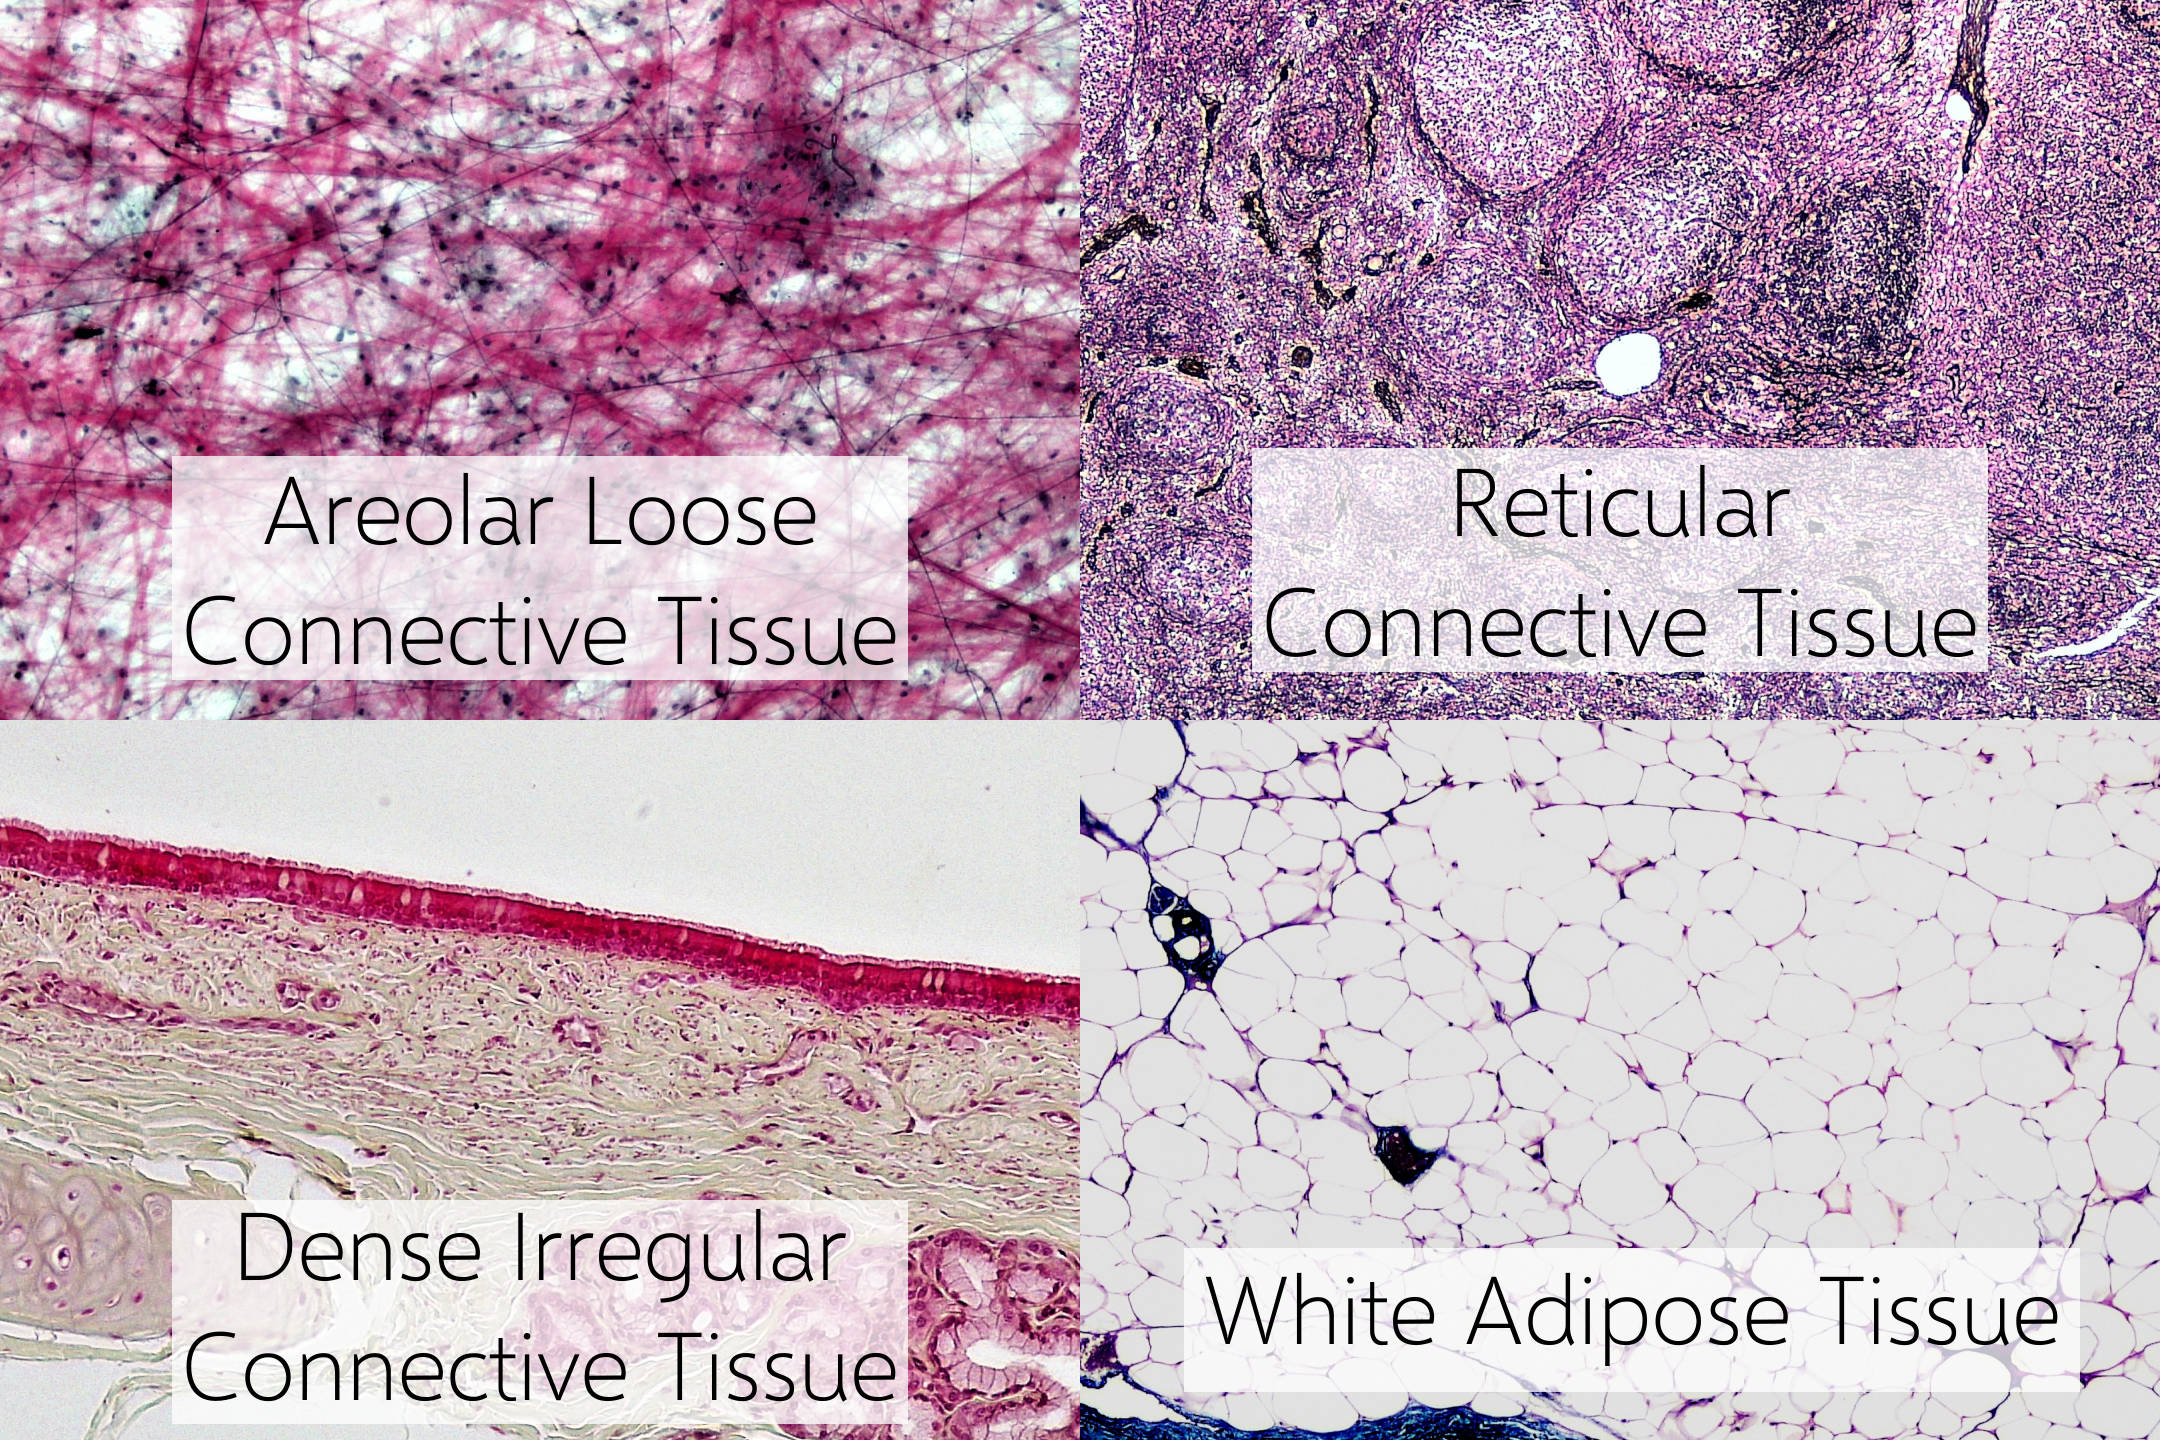 Areolar Loose
Connective Tissue
Reticular
Connective Tissue
Dense Irregular
Connective Tissue
White Adipose Tissue